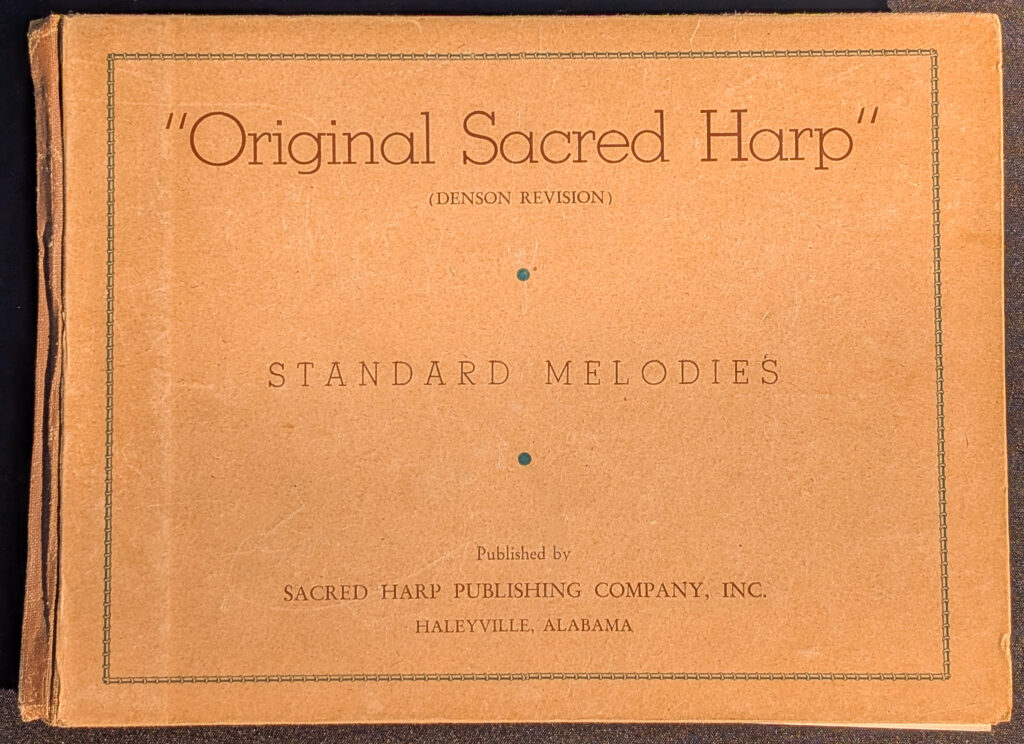 "Original Sacred Harp"
(DENSON REVISION)
STANDARD MELODIES
Published by
SACRED HARP PUBLISHING COMPANY, INC.
HALEYVILLE, ALABAMA